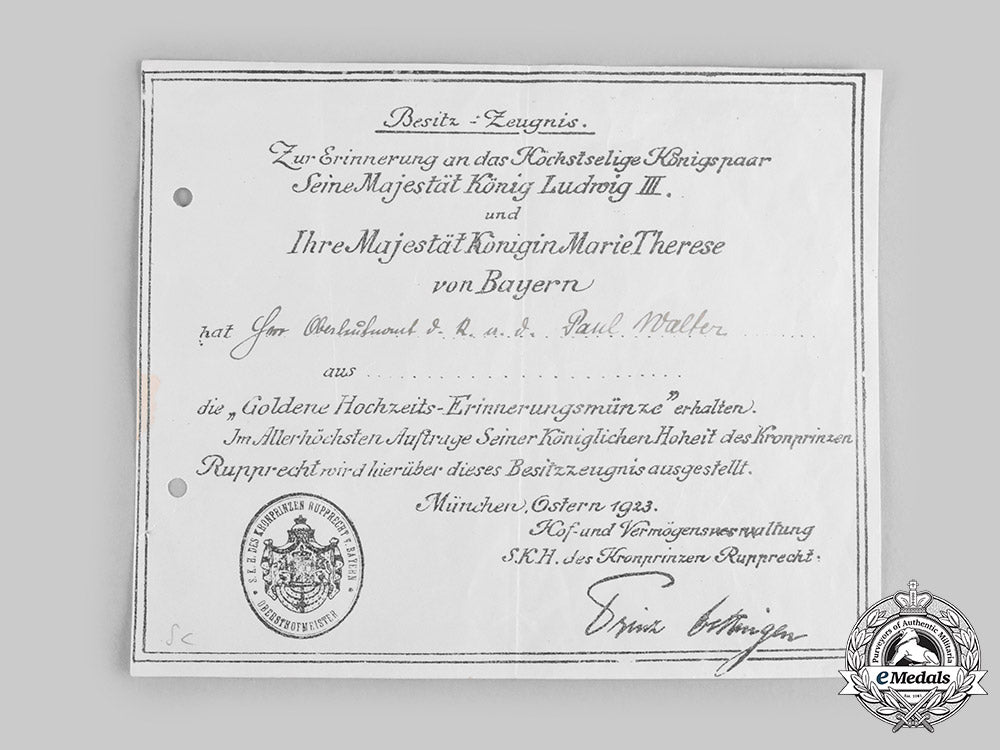 Besitz-Zeugnis.
Zur Erinnerung an das Höchstselige Königspaar
Seine Majestät König Ludwig III.
und
Ihre Majestät Königin Marie Therese
von Bayern
hat Herr Oberleutnant d. R. a. d. Paul Walter
aus
die „Goldene Hochzeits-Erinnerungsmünze" erhalten.
Im Allerhöchsten Auftrage Seiner Königlichen Hoheit des Kronprinzen
Rupprecht wird hierüber dieses Besitzzeugnis ausgestellt.
München, Ostern 1923.
Hof- und Vermögensverwaltung
S.K.H. des Kronprinzen Rupprecht:
Prinz Oettingen
S.K.H. DES KRONPRINZEN RUPPRECHT V. BAYERN
OBERSTHOFMEISTER
Sc
Purveyors of Authentic Militaria
eMedals